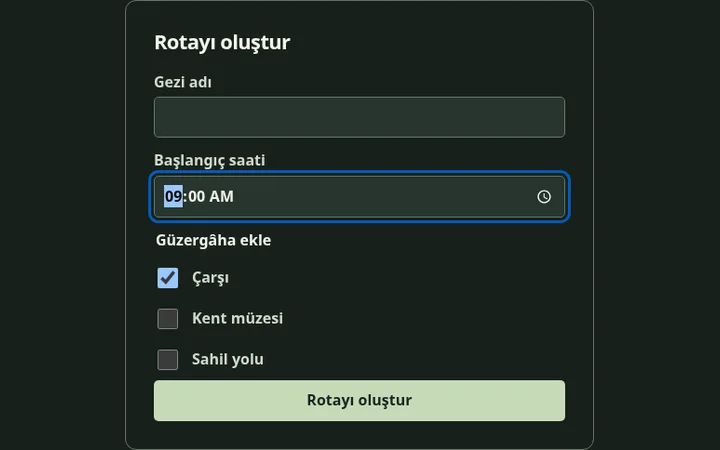 Rotayı oluştur
Gezi adı
Başlangıç saati
09:00 AM
Güzergâha ekle
Çarşı
Kent müzesi
Sahil yolu
Rotayı oluştur